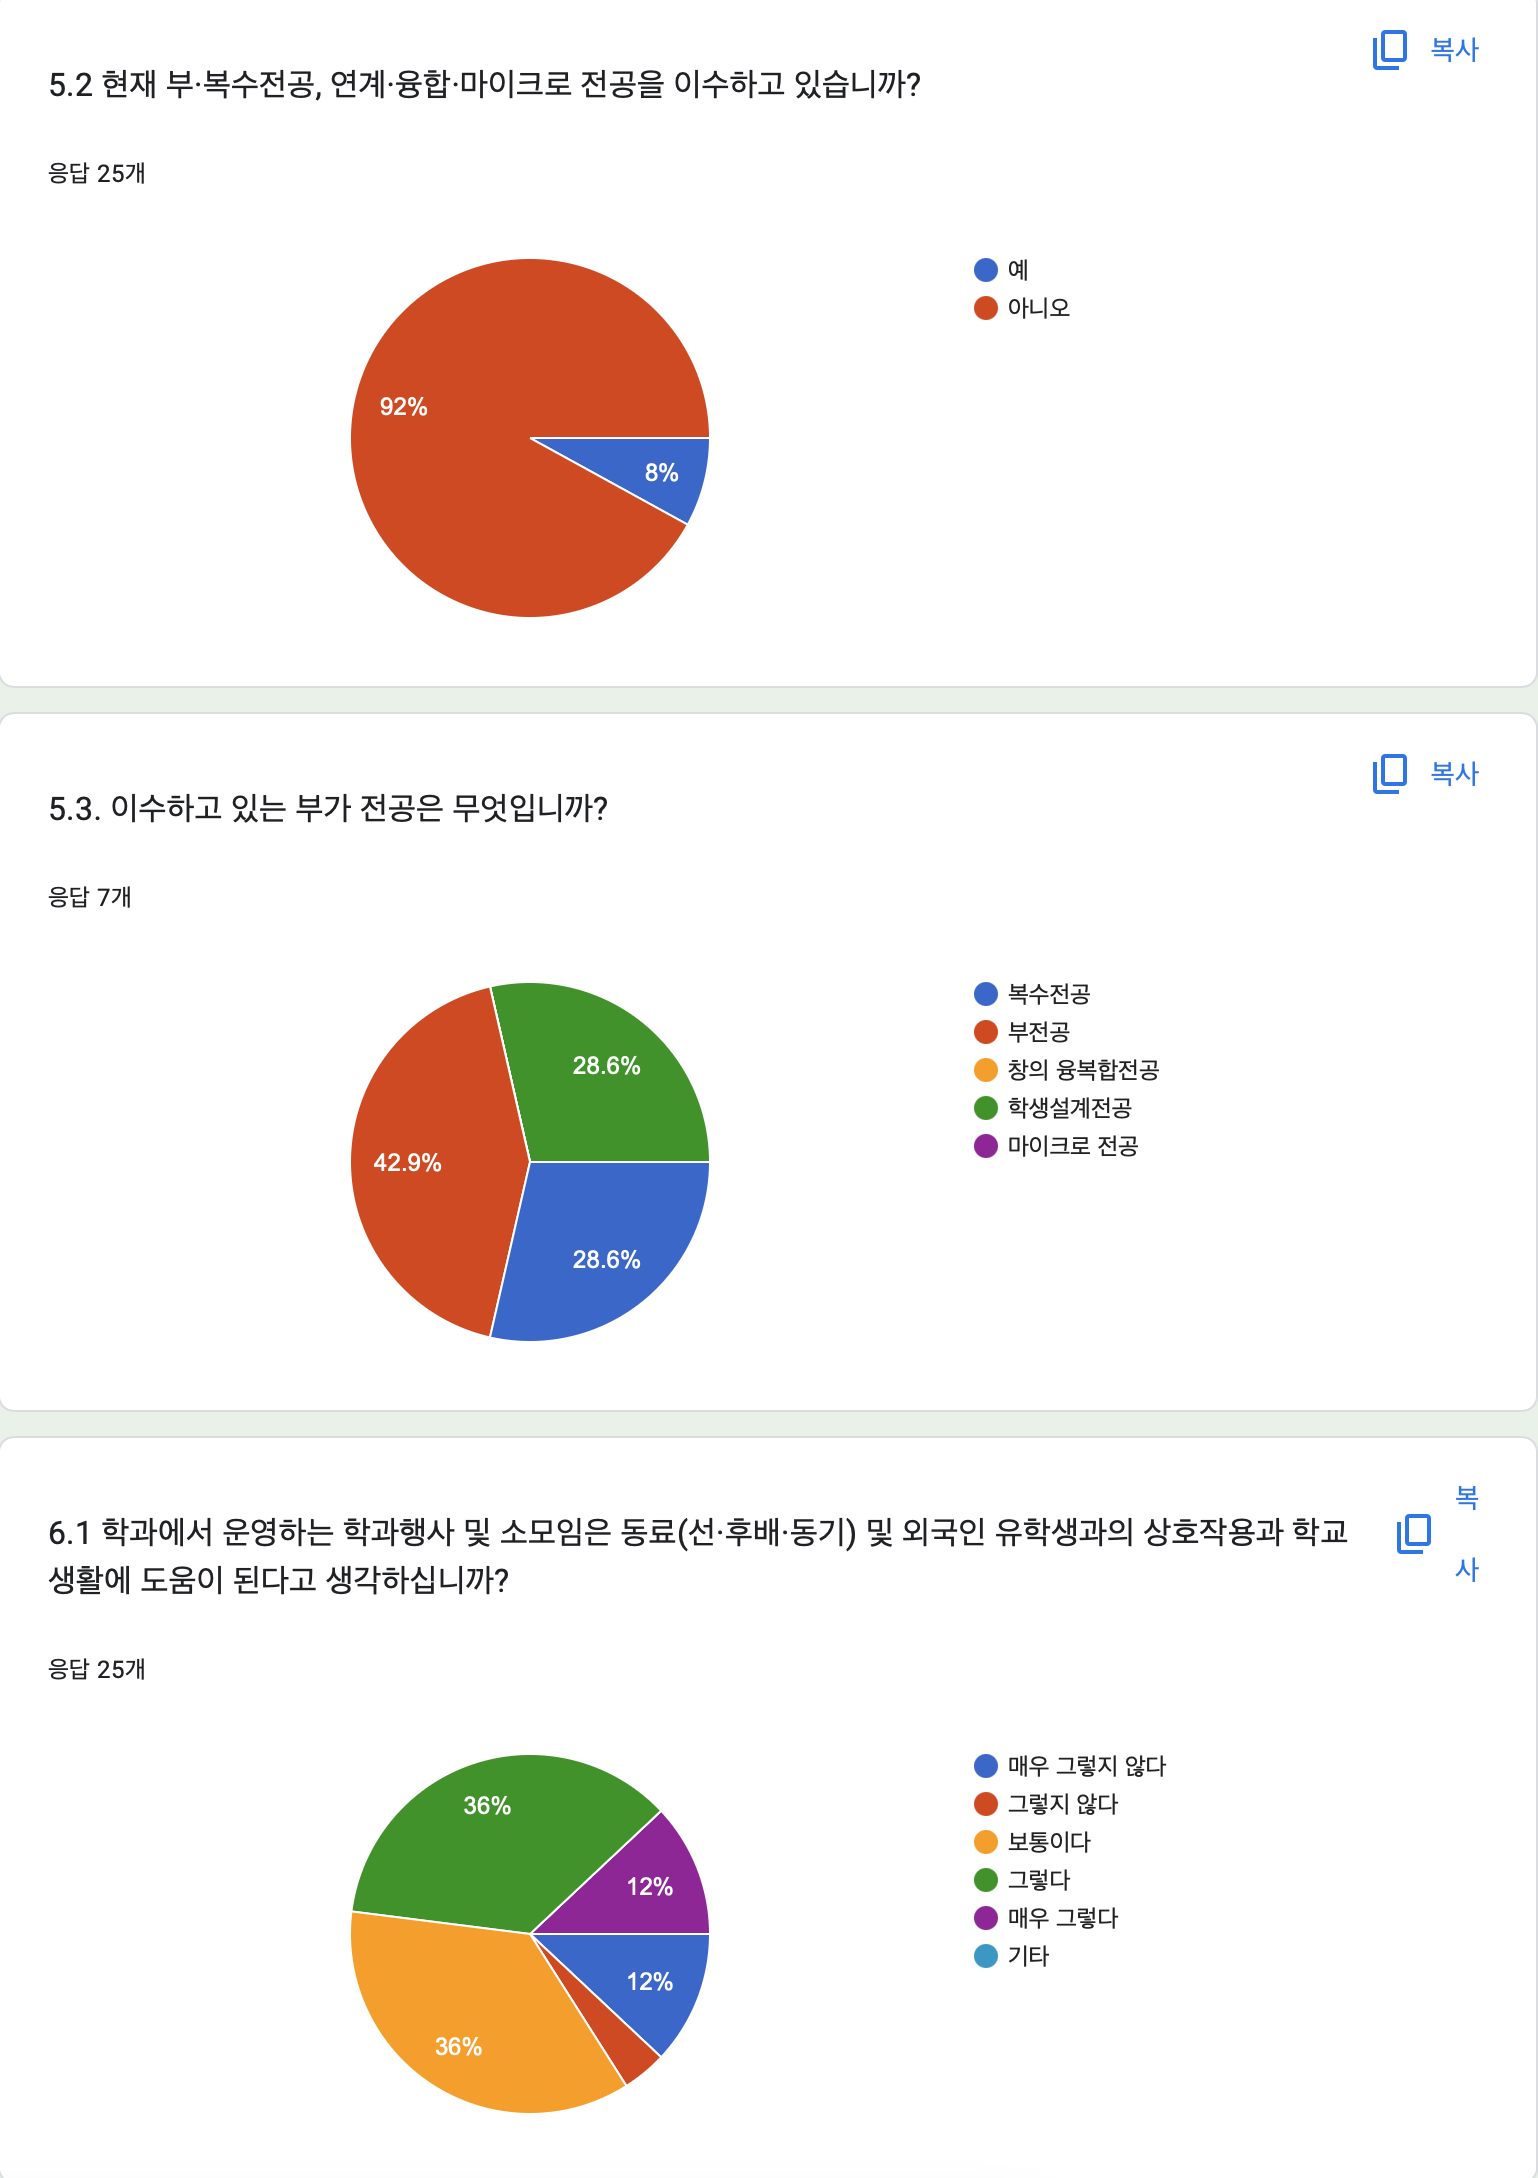 복사
5.2 현재 부·복수전공, 연계·융합·마이크로 전공을 이수하고 있습니까?
응답 25개
예
아니오
92%
8%
복사
5.3. 이수하고 있는 부가 전공은 무엇입니까?
응답 7개
복수전공
부전공
창의 융복합전공
학생설계전공
마이크로 전공
28.6%
42.9%
28.6%
복
사
6.1 학과에서 운영하는 학과행사 및 소모임은 동료(선·후배·동기) 및 외국인 유학생과의 상호작용과 학교
생활에 도움이 된다고 생각하십니까?
응답 25개
매우 그렇지 않다
그렇지 않다
보통이다
그렇다
매우 그렇다
기타
36%
12%
12%
36%